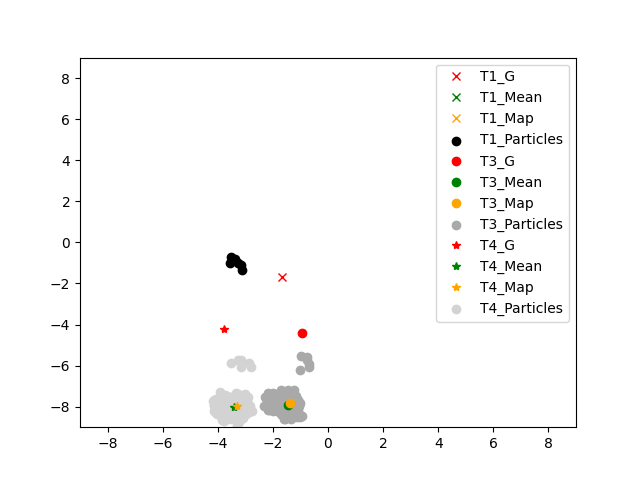 8
6
4
2
0
−2
−4
−6
−8
−8 −6 −4 −2 0 2 4 6 8
T1_G
T1_Mean
T1_Map
T1_Particles
T3_G
T3_Mean
T3_Map
T3_Particles
T4_G
T4_Mean
T4_Map
T4_Particles